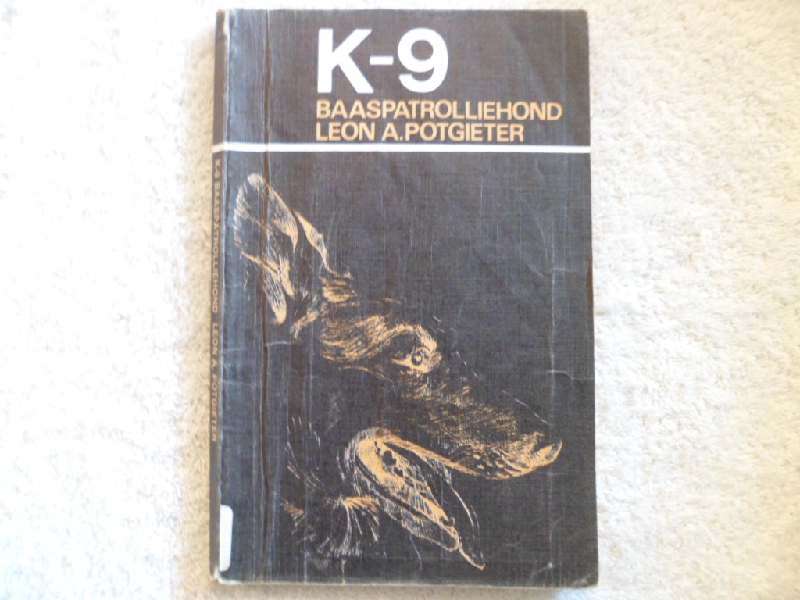 K-9
BAASPATROLLIEHOND
LEON A.POTGIETER
K-9 BAASPATROLLIEHOND LEON A. POTGIETER